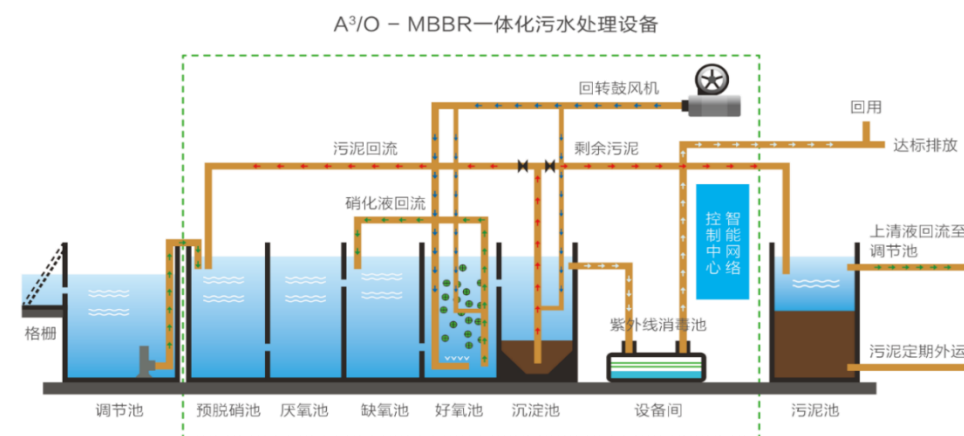 A³/O - MBBR一体化污水处理设备
回转鼓风机
回用
污泥回流
剩余污泥
达标排放
硝化液回流
智能网络
控制中心
上清液回流至
调节池
格栅
紫外线消毒池
污泥定期外运
调节池
预脱硝池
厌氧池
缺氧池
好氧池
沉淀池
设备间
污泥池